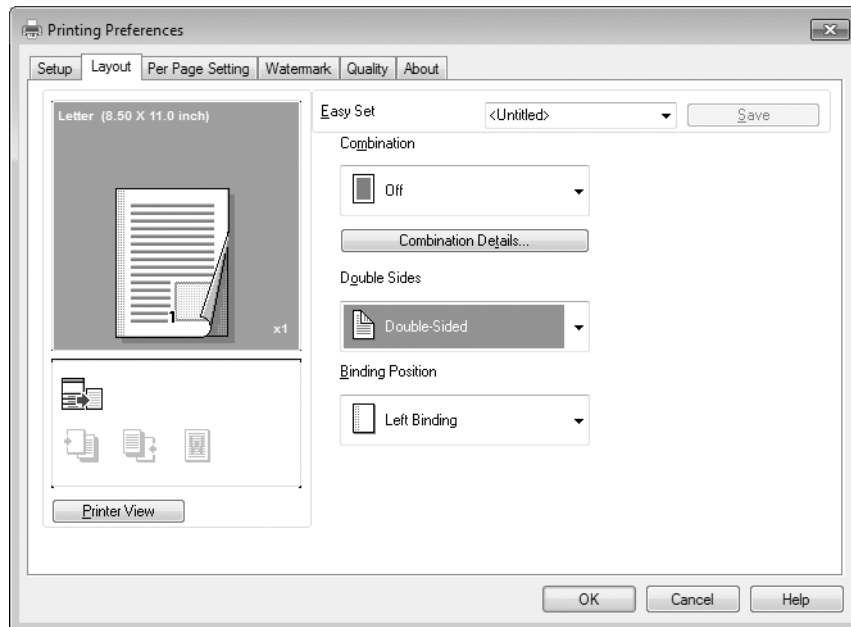 Printing Preferences
Setup Layout Per Page Setting Watermark Quality About
Letter (8.50 X 11.0 inch)
1
x1
Printer View
Easy Set <Untitled> Save
Combination
Off
Combination Details...
Double Sides
Double-Sided
Binding Position
Left Binding
OK Cancel Help